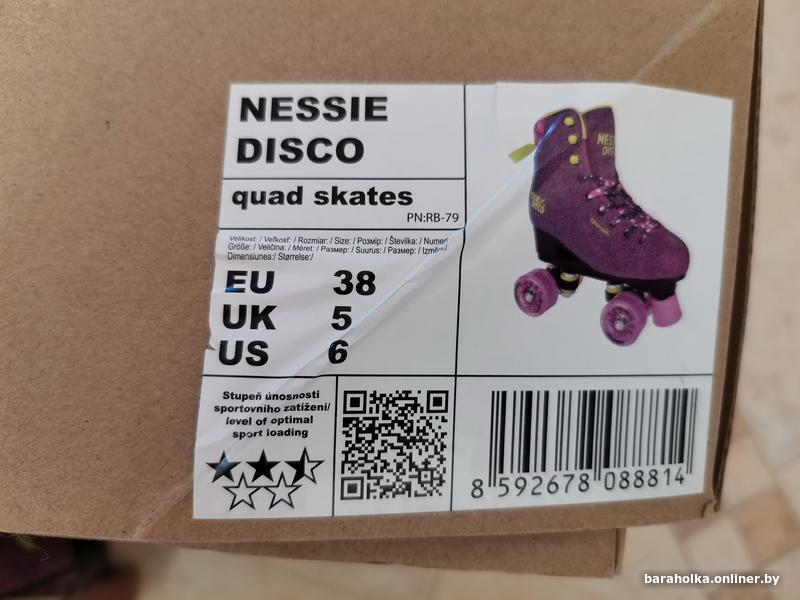 NESSIE
DISCO
quad skates
PN:RB-79
Velikost: / Veľkosť: / Rozmiar: / Size: / Розмір: / Številka: / Numer
Größe: / Veličina: / Méret: / Размер: / Suurus: / Размер: / Izmērs
Dimensiunea:/ Størrelse:/
EU 38
UK 5
US 6
Stupeň únosnosti
sportovního zatížení/
level of optimal
sport loading
8 592678 088814
baraholka.onliner.by